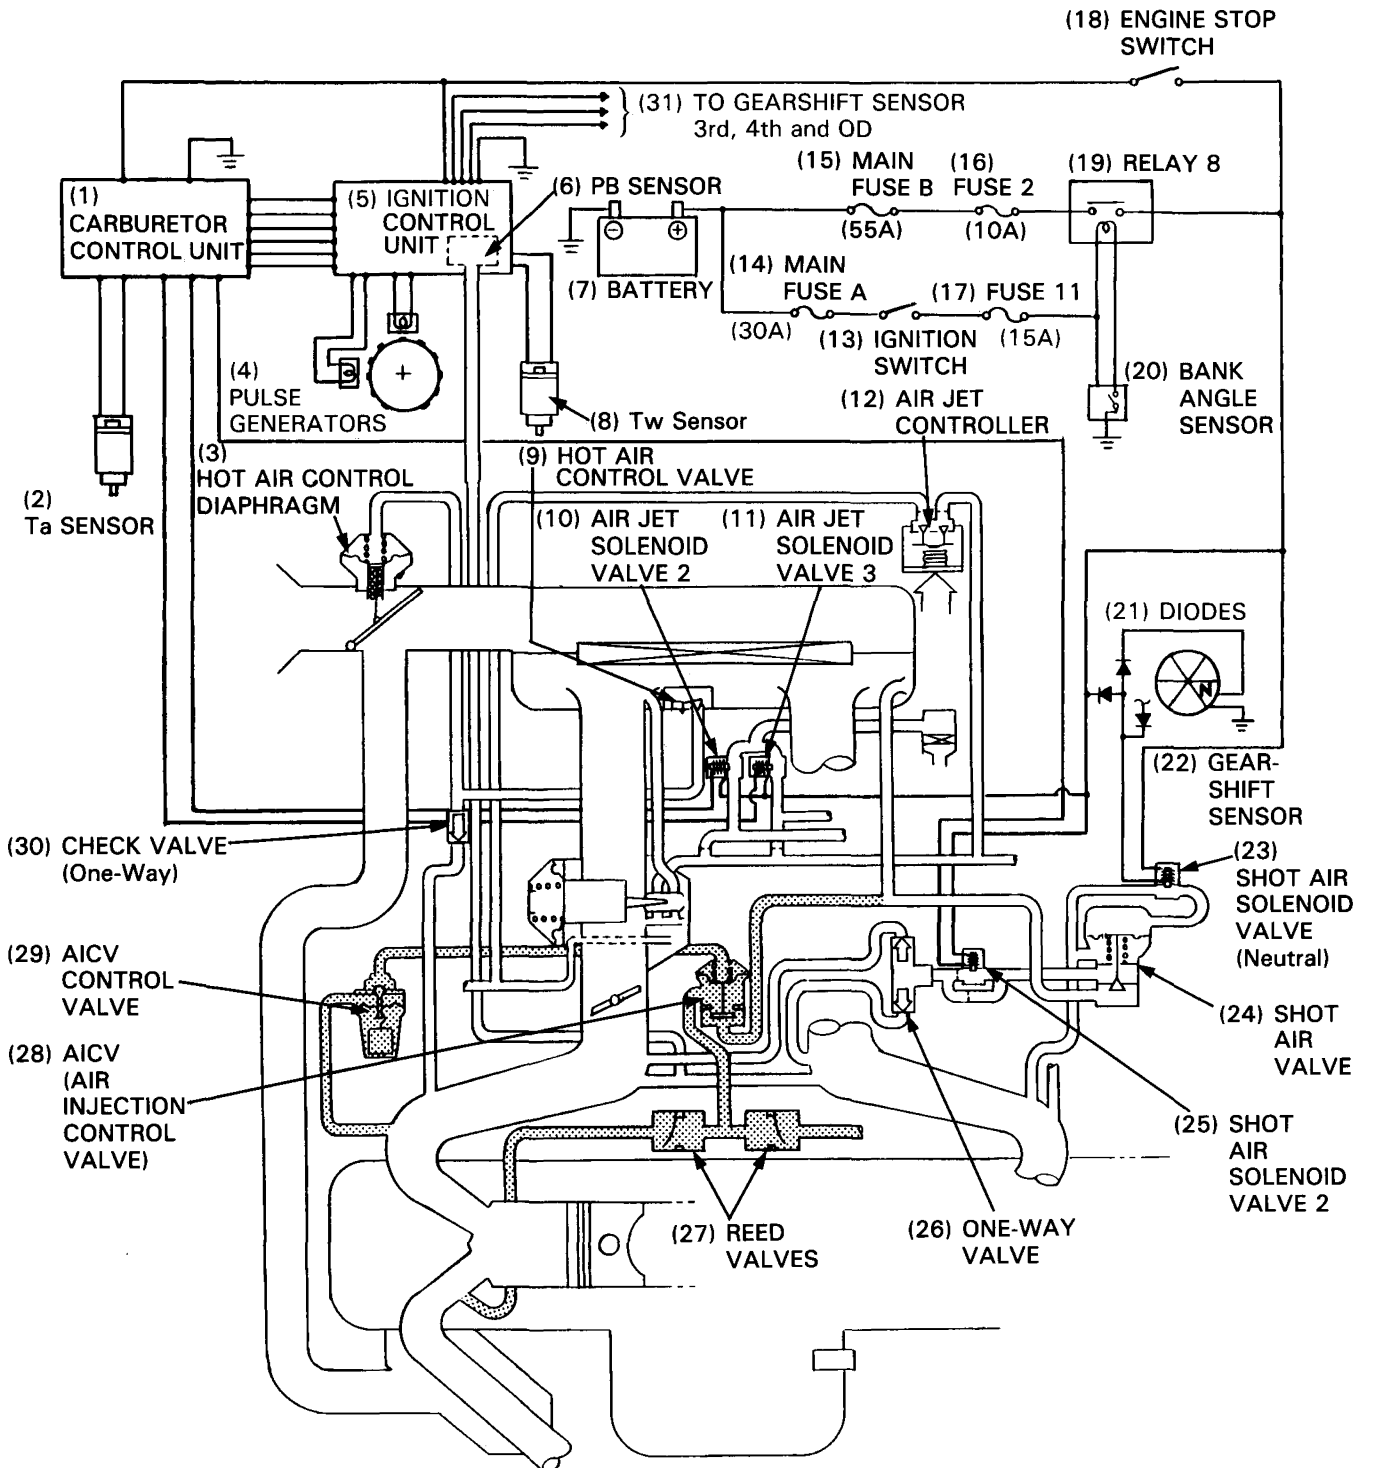 (18) ENGINE STOP
SWITCH
(31) TO GEARSHIFT SENSOR
3rd, 4th and OD
(15) MAIN
FUSE B
(55A)
(16)
FUSE 2
(10A)
(19) RELAY 8
(1)
CARBURETOR
CONTROL UNIT
(5) IGNITION
CONTROL
UNIT
(6) PB SENSOR
(7) BATTERY
(14) MAIN
FUSE A
(30A)
(13) IGNITION
SWITCH
(17) FUSE 11
(15A)
(20) BANK
ANGLE
SENSOR
(4)
PULSE
GENERATORS
(8) Tw Sensor
(12) AIR JET
CONTROLLER
(2)
Ta SENSOR
(3)
HOT AIR CONTROL
DIAPHRAGM
(9) HOT AIR
CONTROL VALVE
(10) AIR JET
SOLENOID
VALVE 2
(11) AIR JET
SOLENOID
VALVE 3
(21) DIODES
N
(22) GEAR-
SHIFT
SENSOR
(30) CHECK VALVE
(One-Way)
(23)
SHOT AIR
SOLENOID
VALVE
(Neutral)
(29) AICV
CONTROL
VALVE
(24) SHOT
AIR
VALVE
(28) AICV
(AIR
INJECTION
CONTROL
VALVE)
(25) SHOT
AIR
SOLENOID
VALVE 2
(27) REED
VALVES
(26) ONE-WAY
VALVE